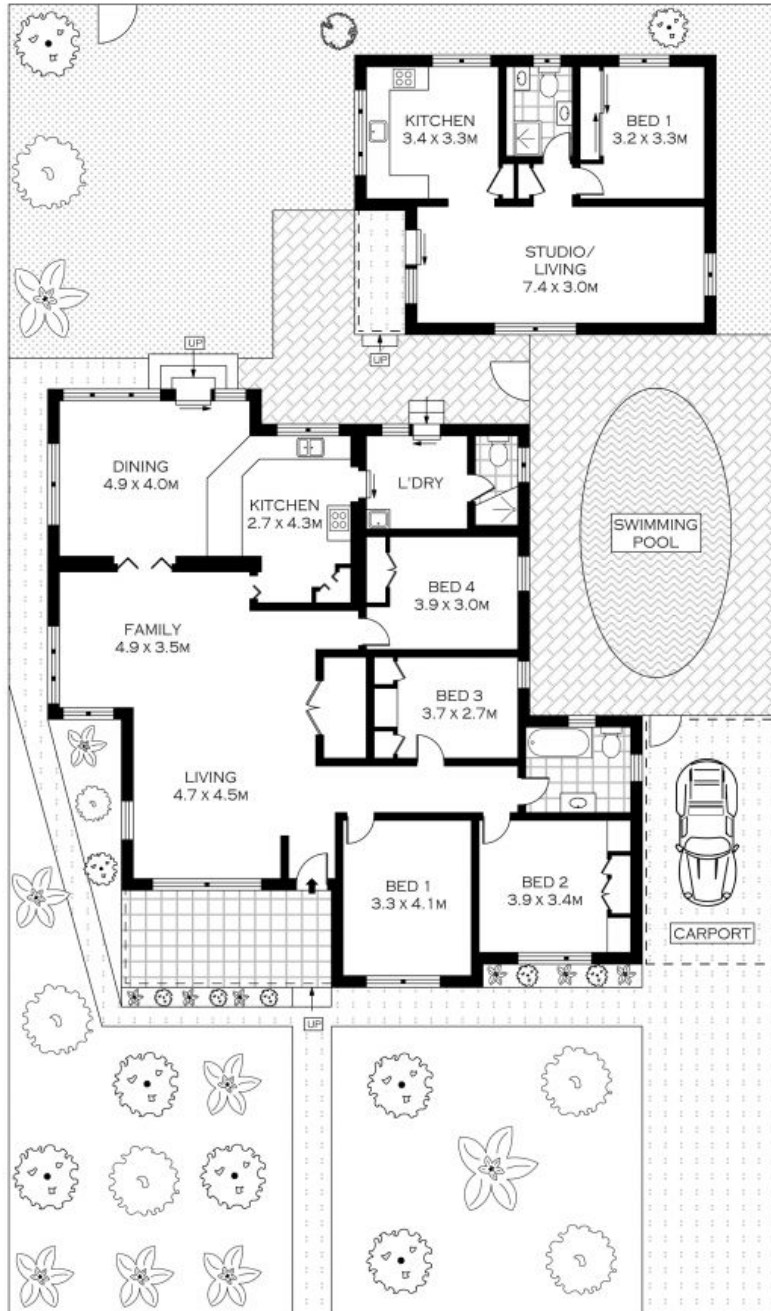 KITCHEN
3.4 x 3.3M
BED 1
3.2 x 3.3M
STUDIO/
LIVING
7.4 x 3.0M
UP
UP
DINING
4.9 x 4.0M
KITCHEN
2.7 x 4.3M
L'DRY
SWIMMING
POOL
BED 4
3.9 x 3.0M
FAMILY
4.9 x 3.5M
BED 3
3.7 x 2.7M
LIVING
4.7 x 4.5M
BED 1
3.3 x 4.1M
BED 2
3.9 x 3.4M
CARPORT
UP